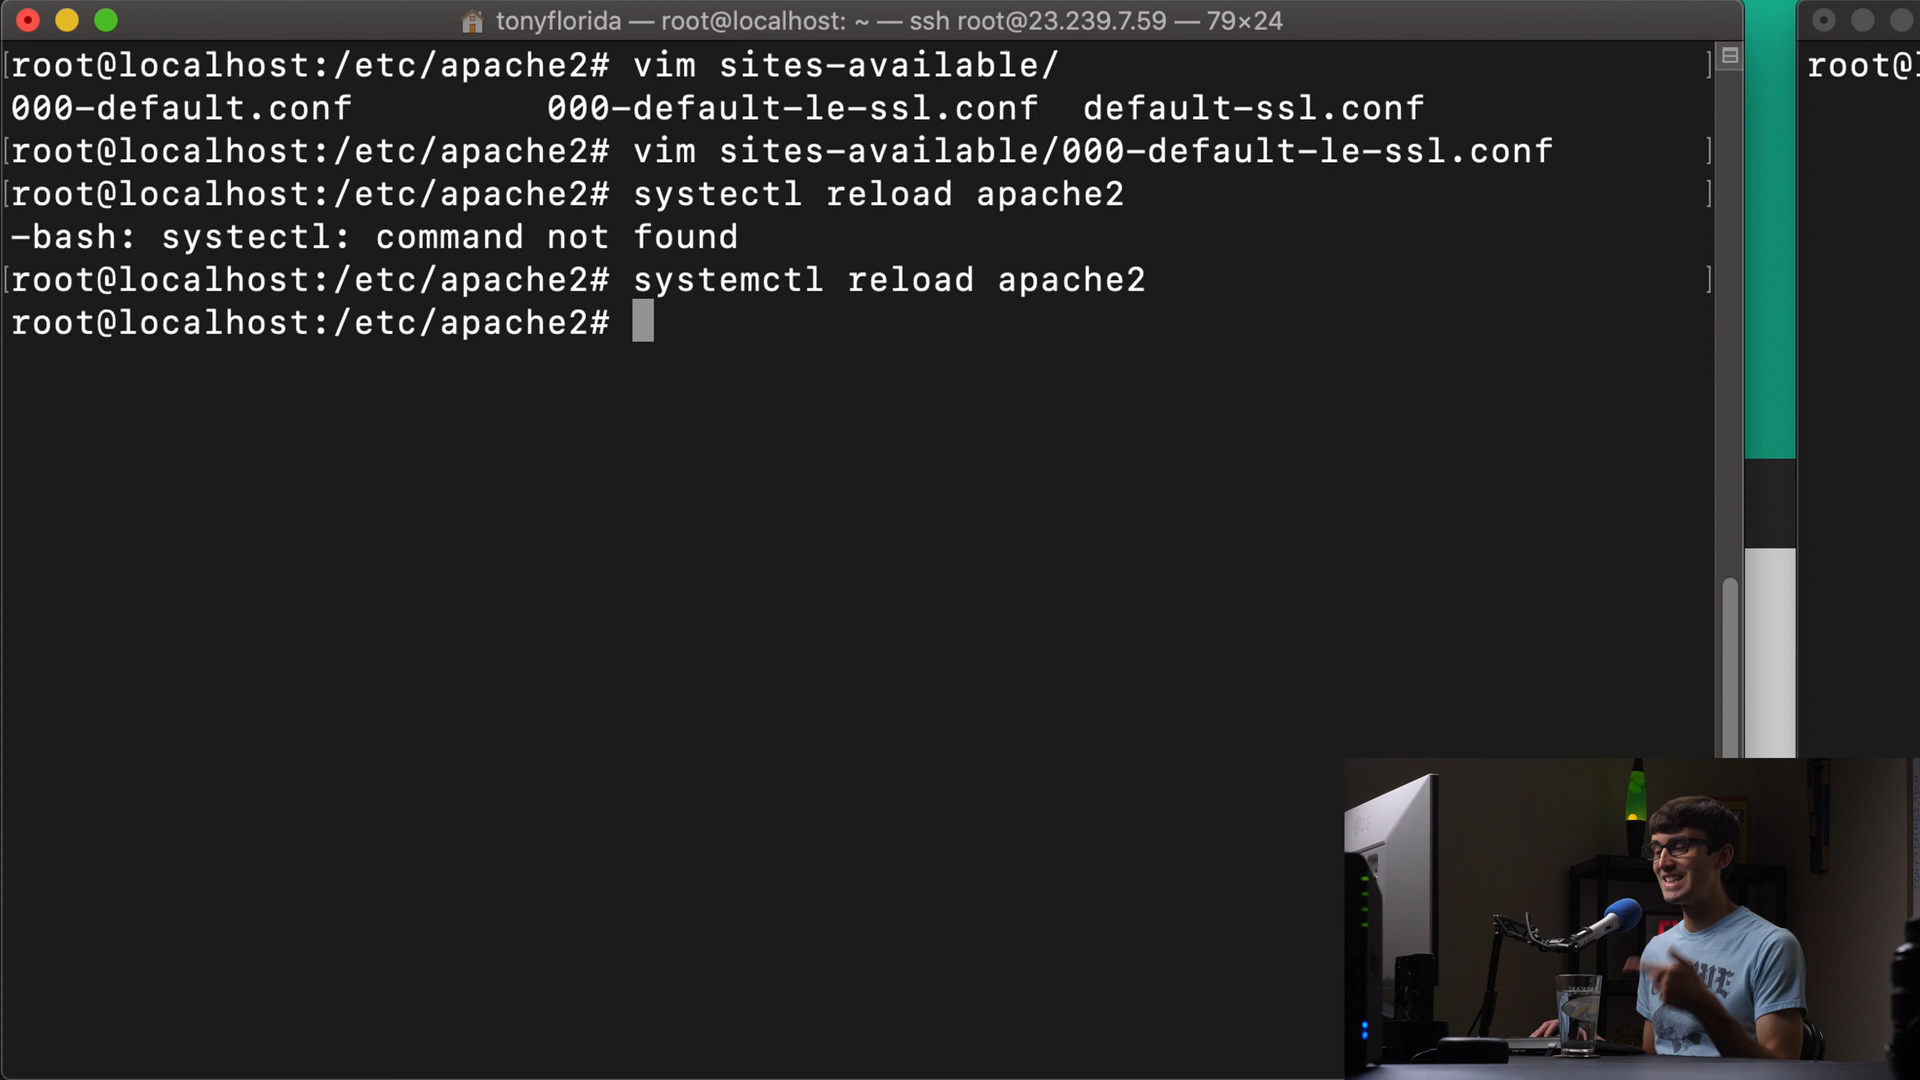 tonyflorida — root@localhost: ~ — ssh root@23.239.7.59 — 79×24
[root@localhost:/etc/apache2# vim sites-available/ ]
000-default.conf 000-default-le-ssl.conf default-ssl.conf
[root@localhost:/etc/apache2# vim sites-available/000-default-le-ssl.conf ]
[root@localhost:/etc/apache2# systectl reload apache2 ]
-bash: systectl: command not found
[root@localhost:/etc/apache2# systemctl reload apache2 ]
root@localhost:/etc/apache2#
root@